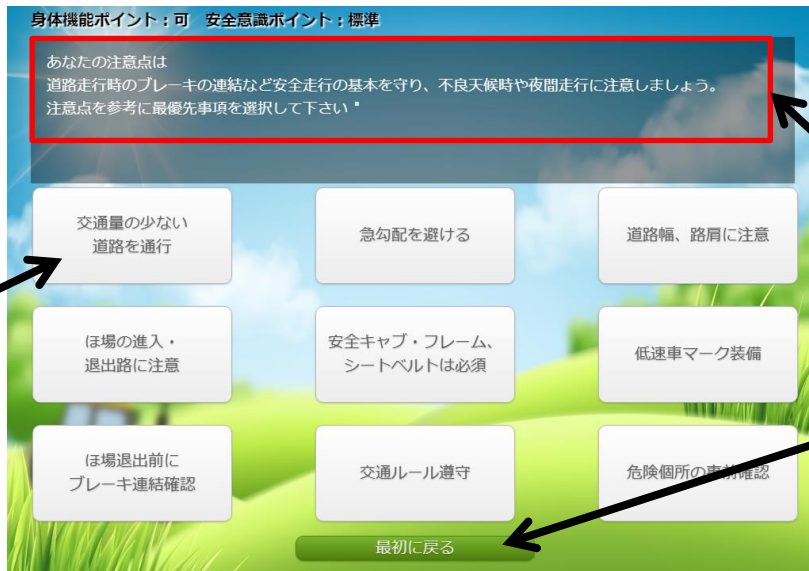 身体機能ポイント：可　安全意識ポイント：標準
あなたの注意点は
道路走行時のブレーキの連結など安全走行の基本を守り、不良天候時や夜間走行に注意しましょう。
注意点を参考に最優先事項を選択して下さい "
交通量の少ない
道路を通行
急勾配を避ける
道路幅、路肩に注意
ほ場の進入・
退出路に注意
安全キャブ・フレーム、
シートベルトは必須
低速車マーク装備
ほ場退出前に
ブレーキ連結確認
交通ルール遵守
危険個所の事前確認
最初に戻る